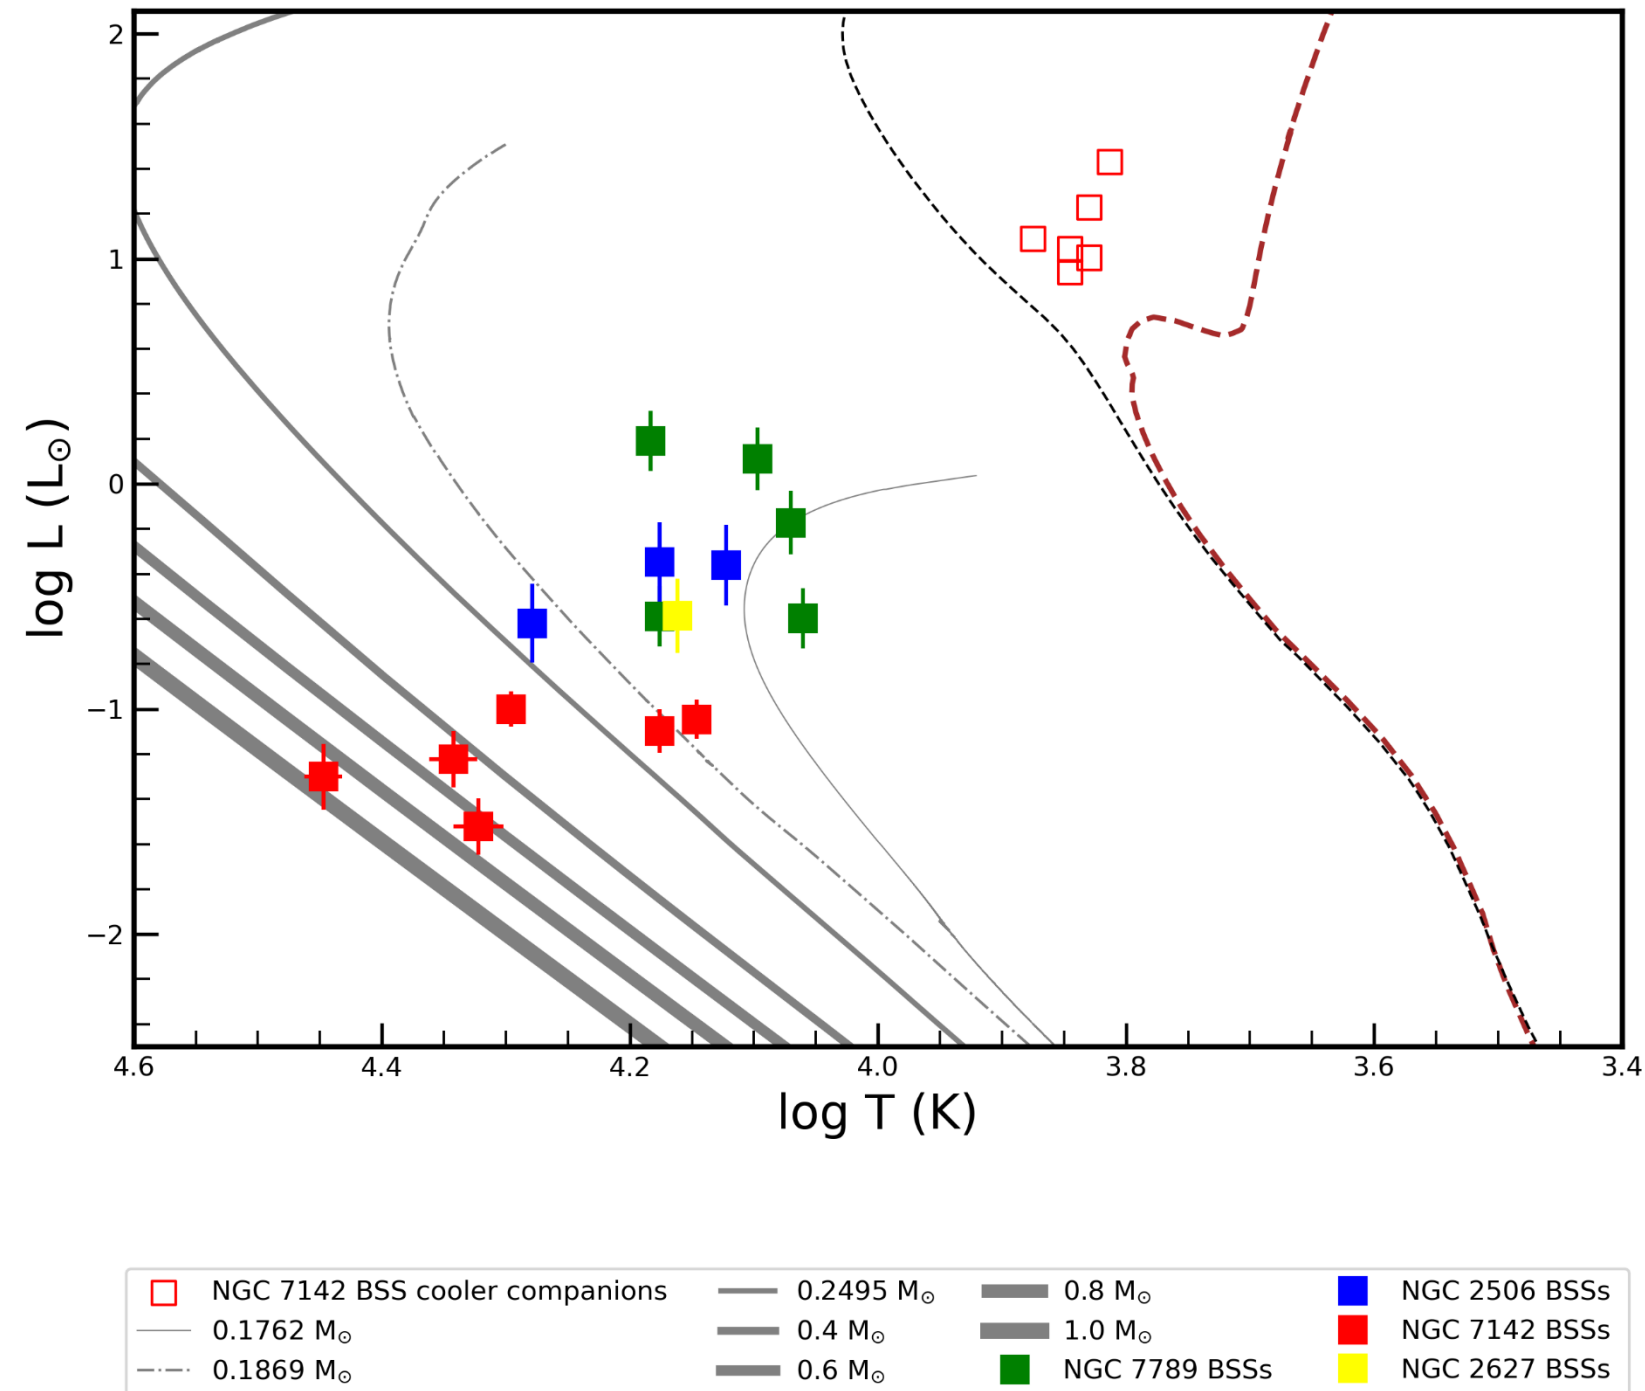 log L (L⊙)
2
1
0
−1
−2
4.6 4.4 4.2 4.0 3.8 3.6 3.4
log T (K)
NGC 7142 BSS cooler companions 0.2495 M⊙ 0.8 M⊙ NGC 2506 BSSs
0.1762 M⊙ 0.4 M⊙ 1.0 M⊙ NGC 7142 BSSs
0.1869 M⊙ 0.6 M⊙ NGC 7789 BSSs NGC 2627 BSSs